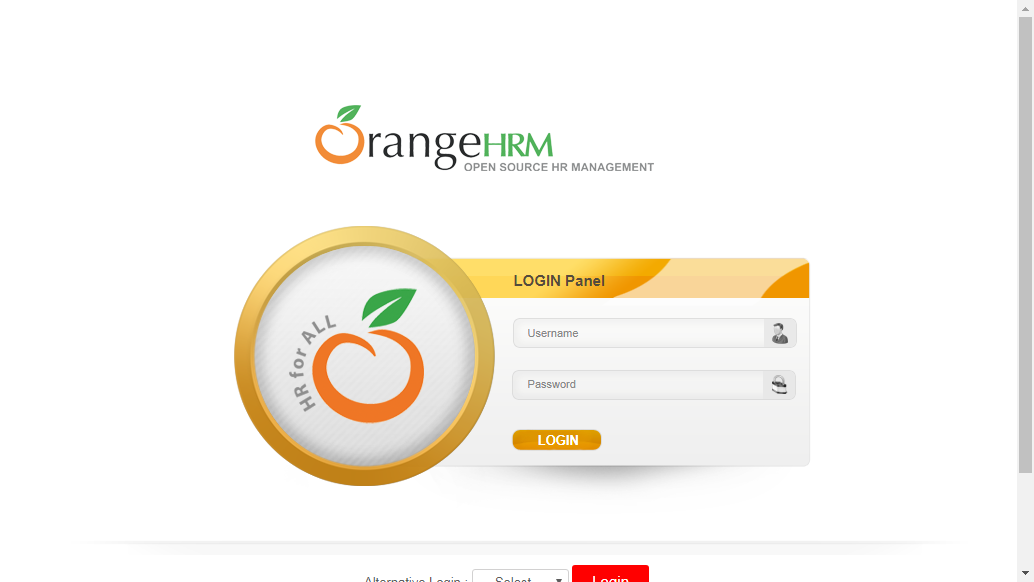 OrangeHRM
OPEN SOURCE HR MANAGEMENT
HR for ALL
LOGIN Panel
Username
Password
LOGIN
Alternative Login : Select Login